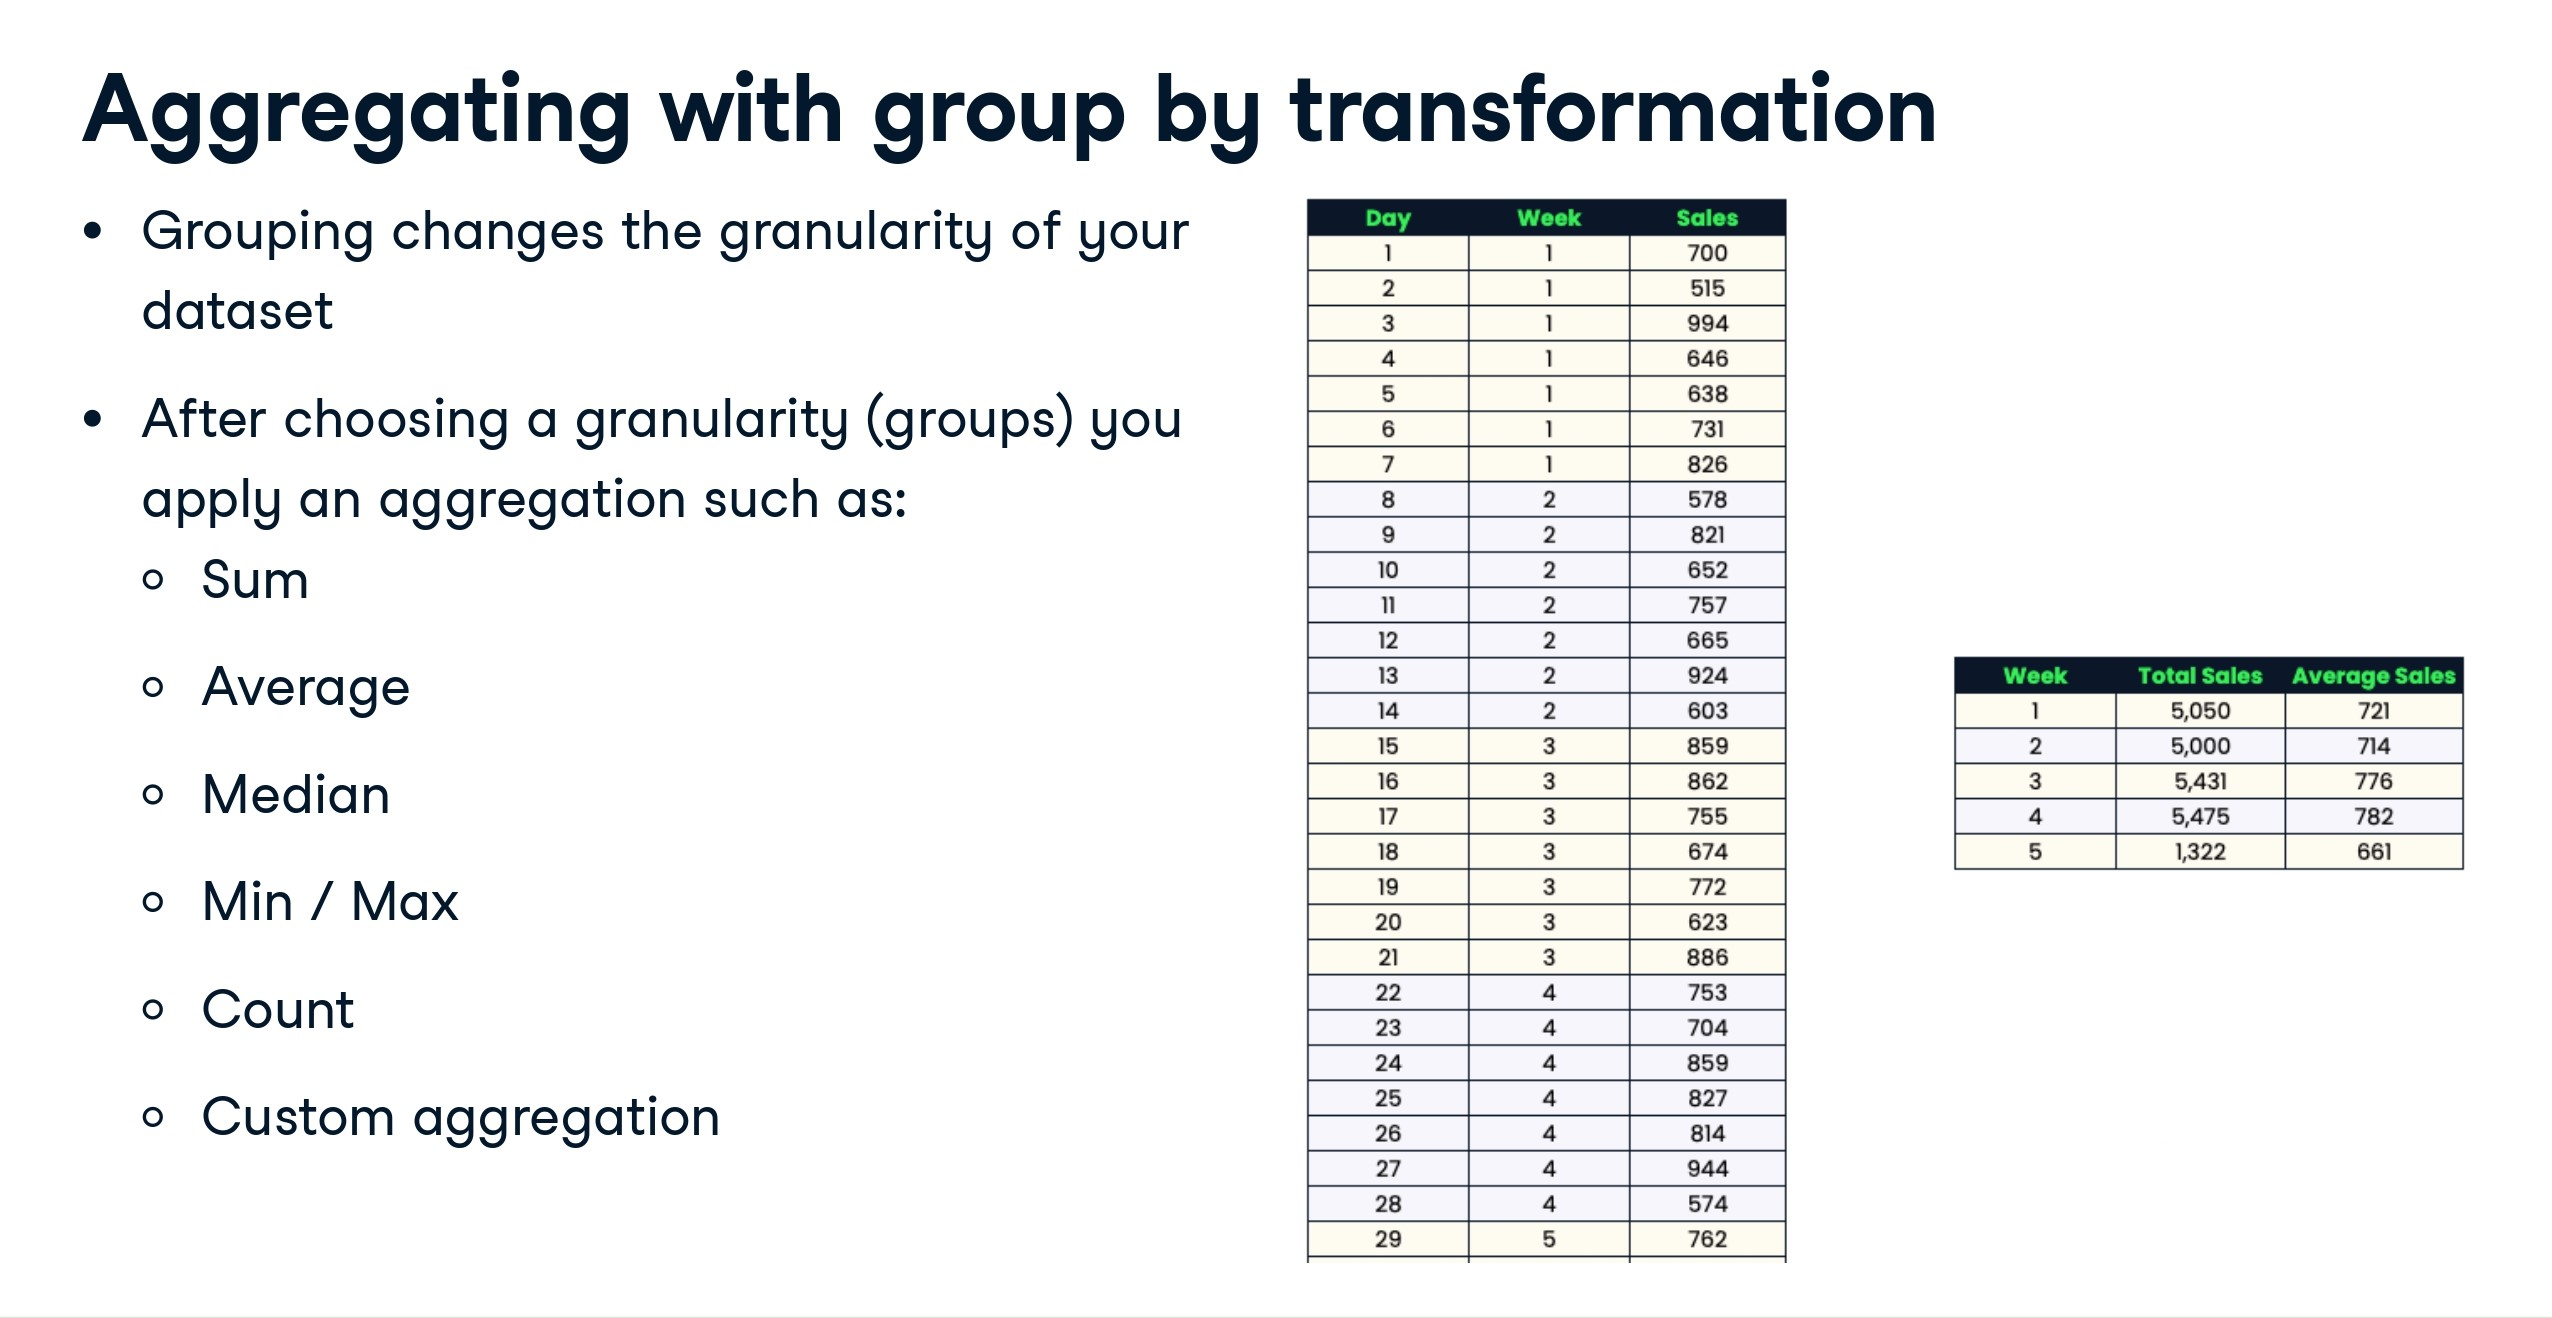 Aggregating with group by transformation
• Grouping changes the granularity of your
dataset
• After choosing a granularity (groups) you
apply an aggregation such as:
○ Sum
○ Average
○ Median
○ Min / Max
○ Count
○ Custom aggregation
Day Week Sales
1 1 700
2 1 515
3 1 994
4 1 646
5 1 638
6 1 731
7 1 826
8 2 578
9 2 821
10 2 652
11 2 757
12 2 665
13 2 924
14 2 603
15 3 859
16 3 862
17 3 755
18 3 674
19 3 772
20 3 623
21 3 886
22 4 753
23 4 704
24 4 859
25 4 827
26 4 814
27 4 944
28 4 574
29 5 762
Week Total Sales Average Sales
1 5,050 721
2 5,000 714
3 5,431 776
4 5,475 782
5 1,322 661